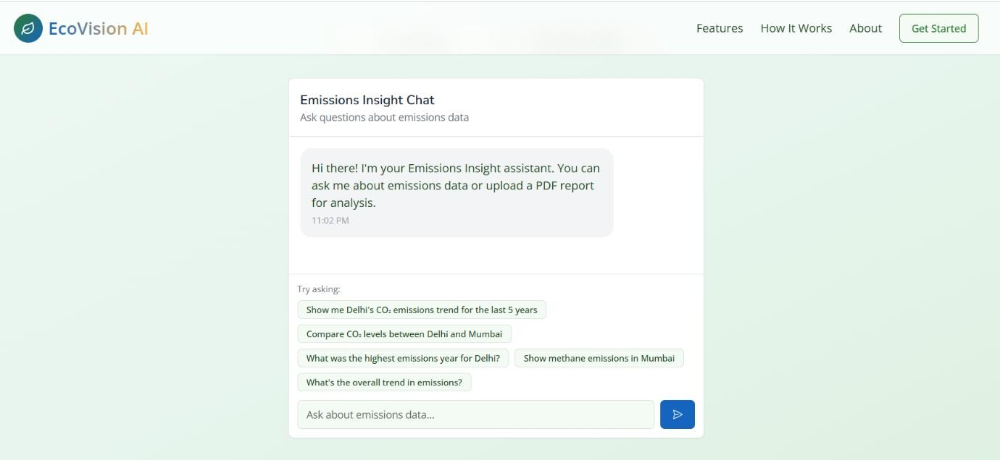 EcoVision AI
Features How It Works About Get Started
Emissions Insight Chat
Ask questions about emissions data
Hi there! I'm your Emissions Insight assistant. You can
ask me about emissions data or upload a PDF report
for analysis.
11:02 PM
Try asking:
Show me Delhi's CO₂ emissions trend for the last 5 years
Compare CO₂ levels between Delhi and Mumbai
What was the highest emissions year for Delhi? Show methane emissions in Mumbai
What's the overall trend in emissions?
Ask about emissions data...